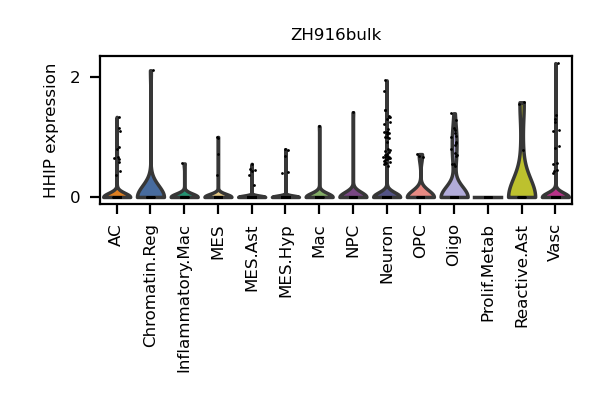 ZH916bulk
HHIP expression
2
0
AC
Chromatin.Reg
Inflammatory.Mac
MES
MES.Ast
MES.Hyp
Mac
NPC
Neuron
OPC
Oligo
Prolif.Metab
Reactive.Ast
Vasc